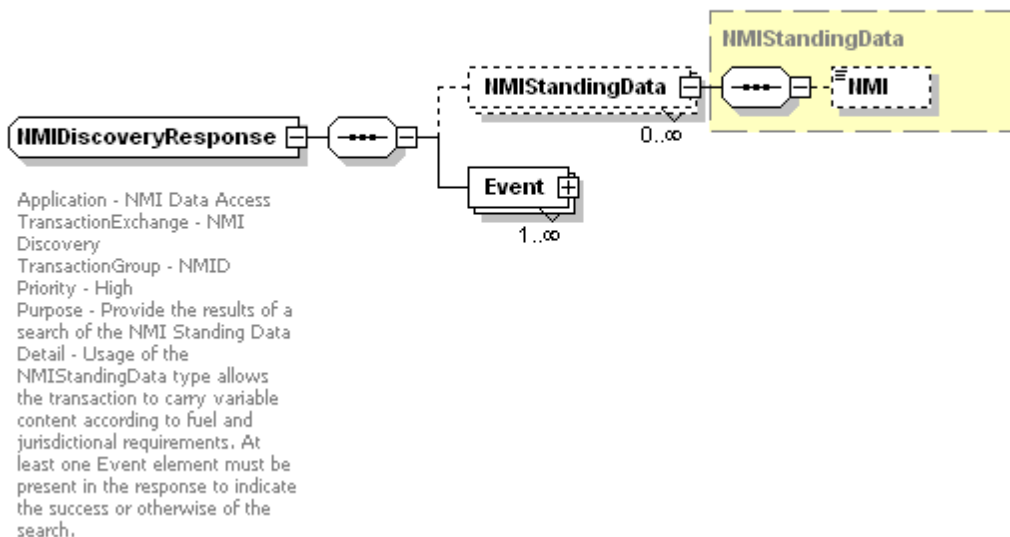 NMIStandingData
NMIStandingData
NMI
0..∞
NMIDiscoveryResponse
Event
1..∞
Application - NMI Data Access
TransactionExchange - NMI
Discovery
TransactionGroup - NMID
Priority - High
Purpose - Provide the results of a
search of the NMI Standing Data
Detail - Usage of the
NMIStandingData type allows
the transaction to carry variable
content according to fuel and
jurisdictional requirements. At
least one Event element must be
present in the response to indicate
the success or otherwise of the
search.